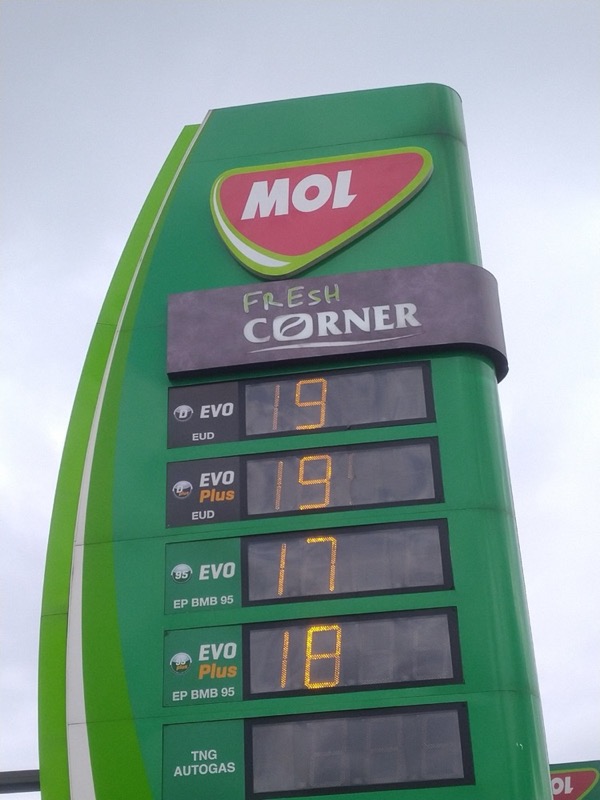 MOL
FRESH
CORNER
D EVO
EUD
19
D EVO
Plus
EUD
19
95 EVO
EP BMB 95
17
95 EVO
Plus
EP BMB 95
18
TNG
AUTOGAS
OL